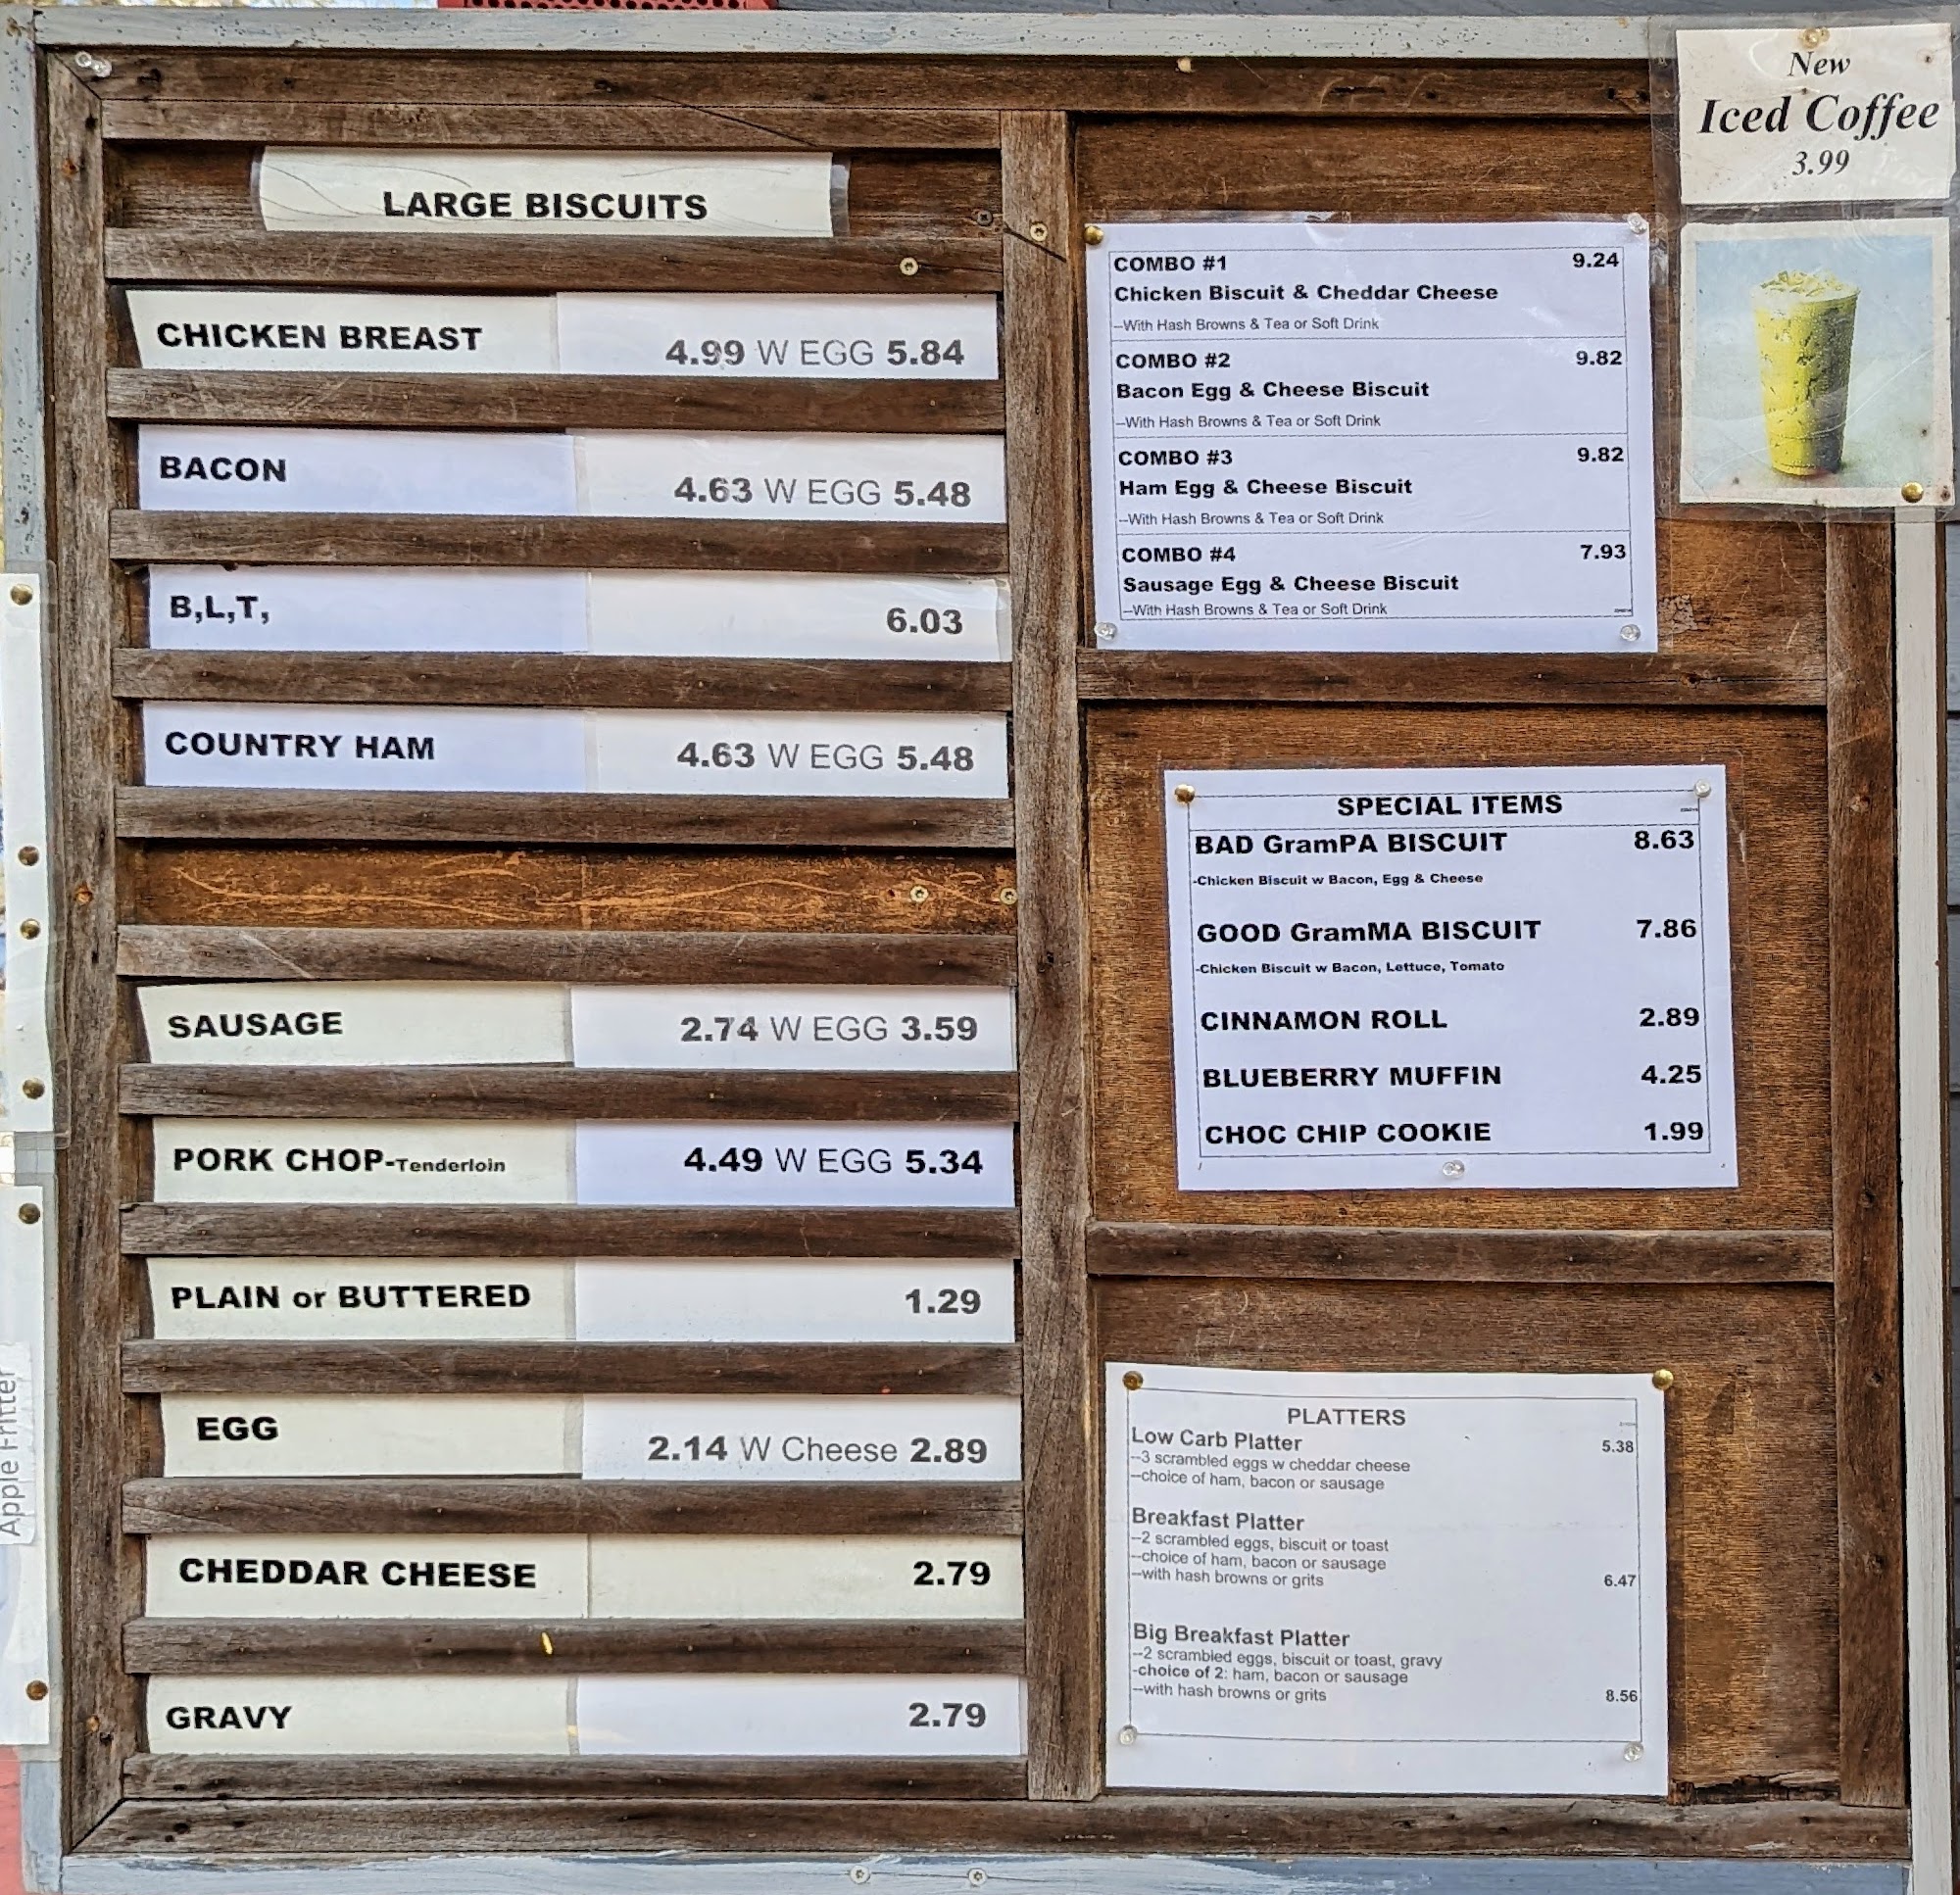 LARGE BISCUITS
CHICKEN BREAST 4.99 W EGG 5.84
BACON 4.63 W EGG 5.48
B,L,T, 6.03
COUNTRY HAM 4.63 W EGG 5.48
SAUSAGE 2.74 W EGG 3.59
PORK CHOP-Tenderloin 4.49 W EGG 5.34
PLAIN or BUTTERED 1.29
EGG 2.14 W Cheese 2.89
CHEDDAR CHEESE 2.79
GRAVY 2.79
New
Iced Coffee
3.99
COMBO #1 9.24
Chicken Biscuit & Cheddar Cheese
--With Hash Browns & Tea or Soft Drink
COMBO #2 9.82
Bacon Egg & Cheese Biscuit
--With Hash Browns & Tea or Soft Drink
COMBO #3 9.82
Ham Egg & Cheese Biscuit
--With Hash Browns & Tea or Soft Drink
COMBO #4 7.93
Sausage Egg & Cheese Biscuit
--With Hash Browns & Tea or Soft Drink
SPECIAL ITEMS
BAD GramPA BISCUIT 8.63
-Chicken Biscuit w Bacon, Egg & Cheese
GOOD GramMA BISCUIT 7.86
-Chicken Biscuit w Bacon, Lettuce, Tomato
CINNAMON ROLL 2.89
BLUEBERRY MUFFIN 4.25
CHOC CHIP COOKIE 1.99
PLATTERS
Low Carb Platter 5.38
--3 scrambled eggs w cheddar cheese
--choice of ham, bacon or sausage
Breakfast Platter
--2 scrambled eggs, biscuit or toast
--choice of ham, bacon or sausage
--with hash browns or grits 6.47
Big Breakfast Platter
--2 scrambled eggs, biscuit or toast, gravy
-choice of 2: ham, bacon or sausage
--with hash browns or grits 8.56
Apple Fritter